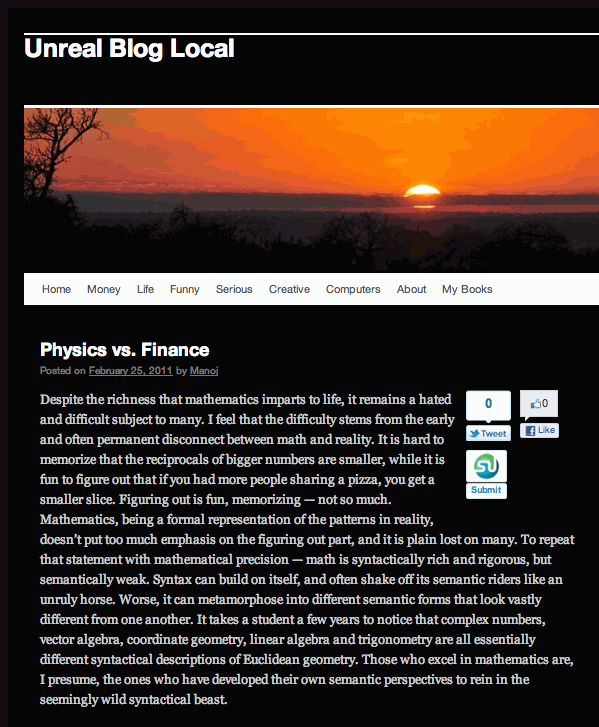 Unreal Blog Local
Home Money Life Funny Serious Creative Computers About My Books
Physics vs. Finance
Posted on February 25, 2011 by Manoj
Despite the richness that mathematics imparts to life, it remains a hated
and difficult subject to many. I feel that the difficulty stems from the early
and often permanent disconnect between math and reality. It is hard to
memorize that the reciprocals of bigger numbers are smaller, while it is
fun to figure out that if you had more people sharing a pizza, you get a
smaller slice. Figuring out is fun, memorizing — not so much.
Mathematics, being a formal representation of the patterns in reality,
doesn't put too much emphasis on the figuring out part, and it is plain lost on many. To repeat
that statement with mathematical precision — math is syntactically rich and rigorous, but
semantically weak. Syntax can build on itself, and often shake off its semantic riders like an
unruly horse. Worse, it can metamorphose into different semantic forms that look vastly
different from one another. It takes a student a few years to notice that complex numbers,
vector algebra, coordinate geometry, linear algebra and trigonometry are all essentially
different syntactical descriptions of Euclidean geometry. Those who excel in mathematics are,
I presume, the ones who have developed their own semantic perspectives to rein in the
seemingly wild syntactical beast.
0
Tweet
0
Like
Submit